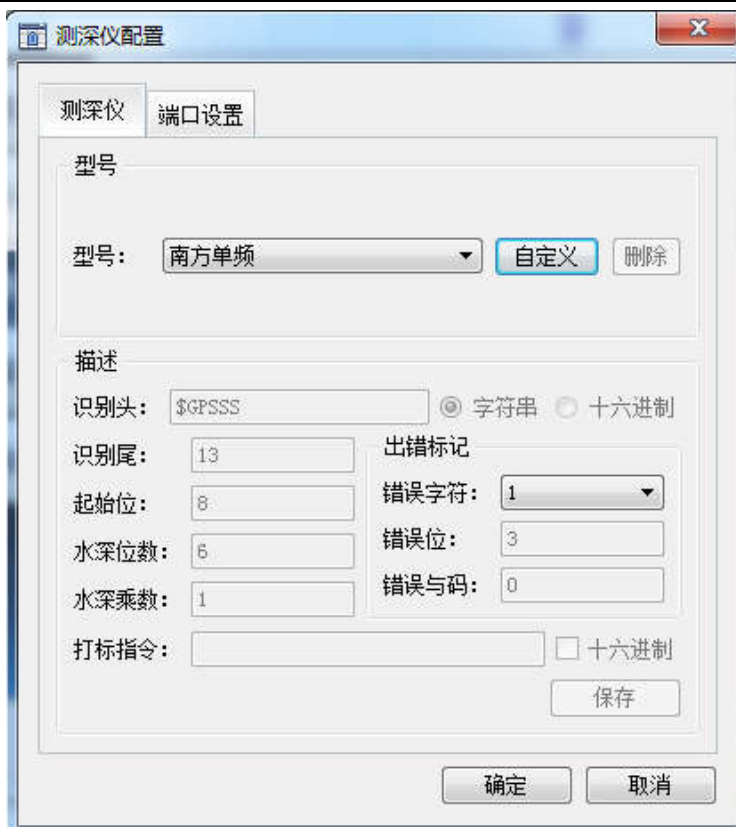 测深仪配置
测深仪 端口设置
型号
型号： 南方单频 自定义 删除
描述
识别头： $GPSSS 字符串 十六进制
识别尾： 13 出错标记
起始位： 8 错误字符： 1
水深位数： 6 错误位： 3
水深乘数： 1 错误与码： 0
打标指令： 十六进制
保存
确定 取消